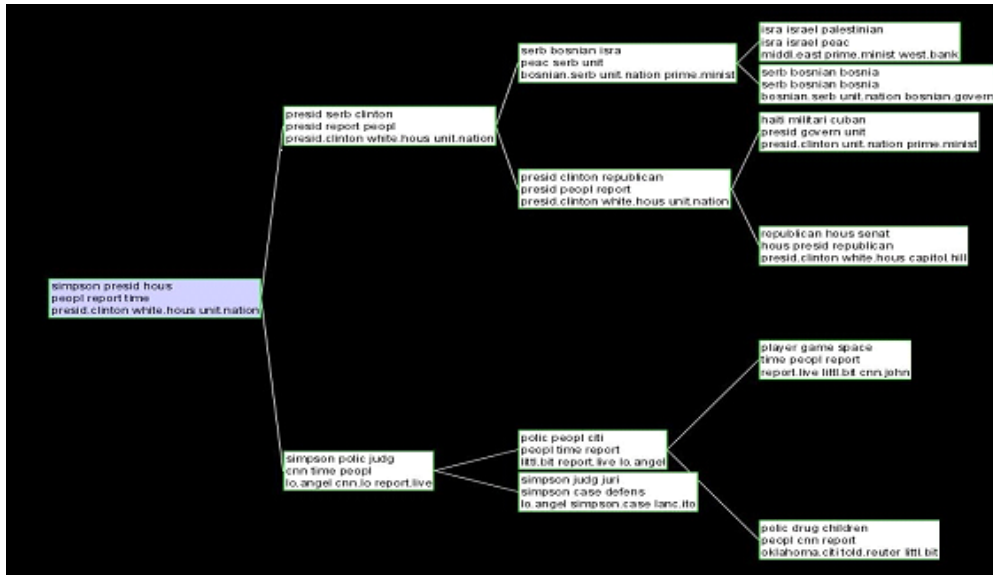 isra israel palestinian
isra israel peac
middl.east prime.minist west.bank
serb bosnian isra
peac serb unit
bosnian.serb unit.nation prime.minist
serb bosnian bosnia
serb bosnian bosnia
bosnian.serb unit.nation bosnian.govern
presid serb clinton
presid report peopl
presid.clinton white.hous unit.nation
haiti militari cuban
presid govern unit
presid.clinton unit.nation prime.minist
presid clinton republican
presid peopl report
presid.clinton white.hous unit.nation
republican hous senat
hous presid republican
presid.clinton white.hous capitol.hill
simpson presid hous
peopl report time
presid.clinton white.hous unit.nation
player game space
time peopl report
report.live littl.bit cnn.john
polic peopl citi
peopl time report
littl.bit report.live lo.angel
simpson polic judg
cnn time peopl
lo.angel cnn.lo report.live
simpson judg juri
simpson case defens
lo.angel simpson.case lanc.ito
polic drug children
peopl cnn report
oklahoma.citi told.reuter littl.bit